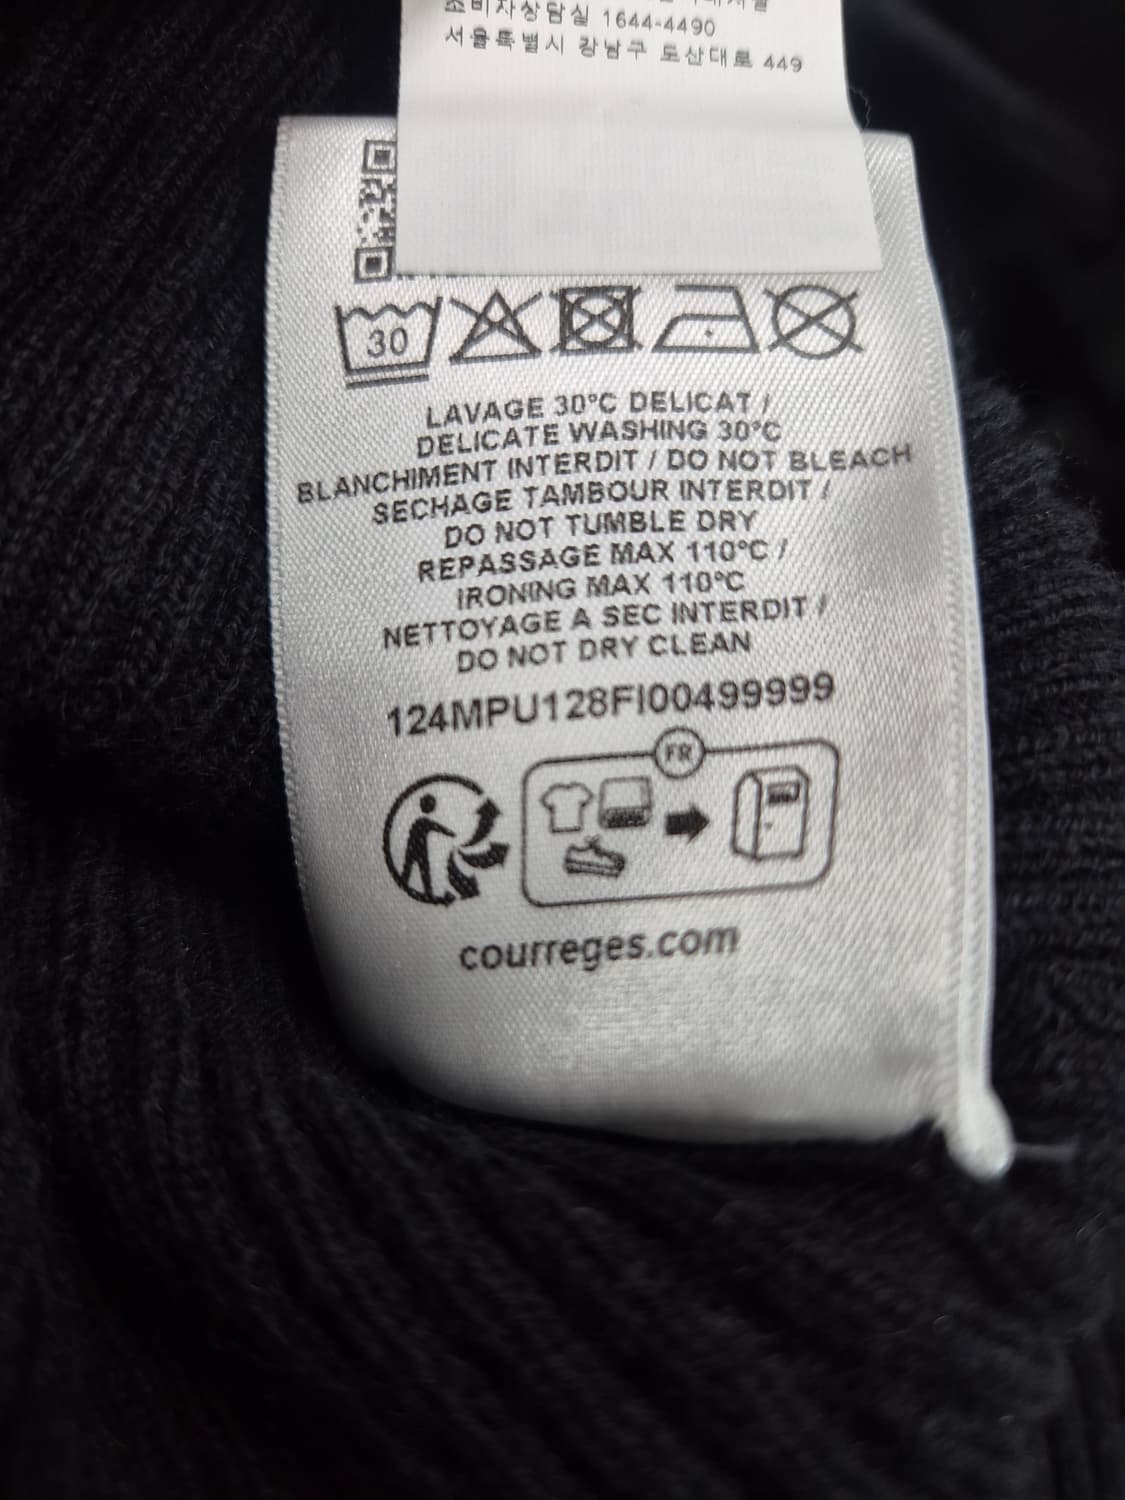 소비자상담실 1644-4490
서울특별시 강남구 도산대로 449
30
LAVAGE 30°C DELICAT /
DELICATE WASHING 30°C
BLANCHIMENT INTERDIT / DO NOT BLEACH
SECHAGE TAMBOUR INTERDIT /
DO NOT TUMBLE DRY
REPASSAGE MAX 110°C /
IRONING MAX 110°C
NETTOYAGE A SEC INTERDIT /
DO NOT DRY CLEAN
124MPU128FI00499999
FR
courreges.com